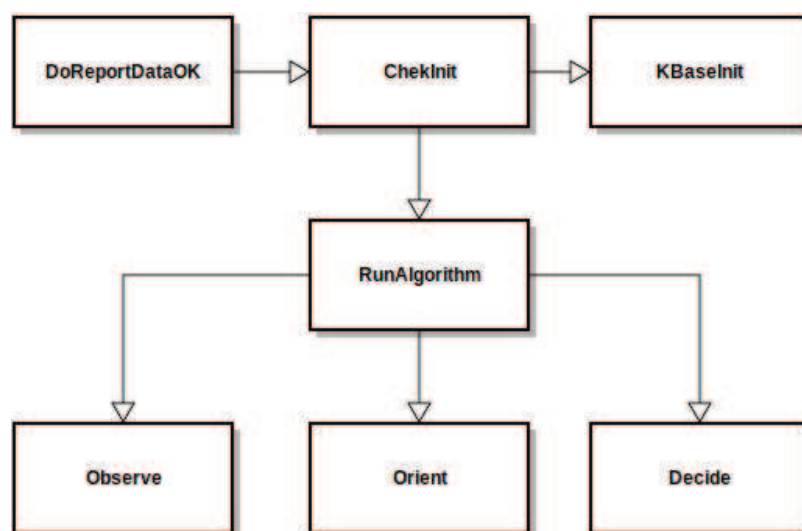 DoReportDataOK
ChekInit
KBaseInit
RunAlgorithm
Observe
Orient
Decide